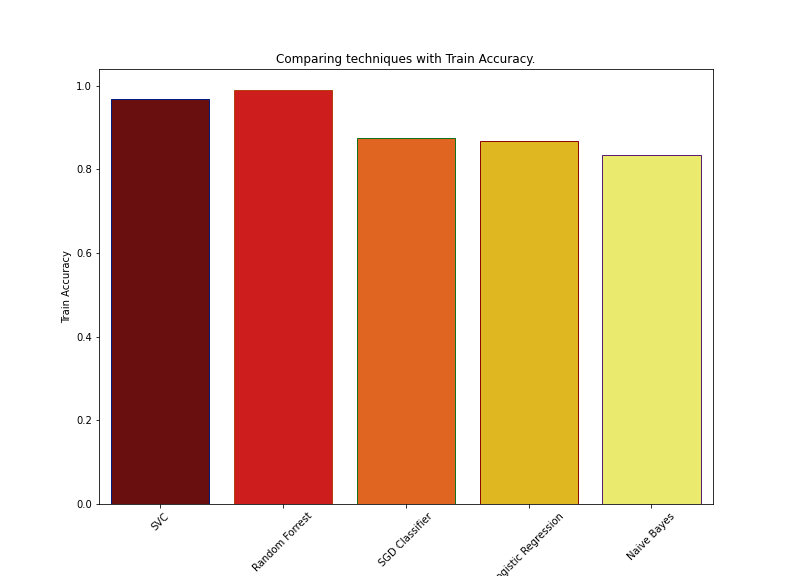 Comparing techniques with Train Accuracy.
Train Accuracy
1.0
0.8
0.6
0.4
0.2
0.0
SVC
Random Forrest
SGD Classifier
ogistic Regression
Naive Bayes